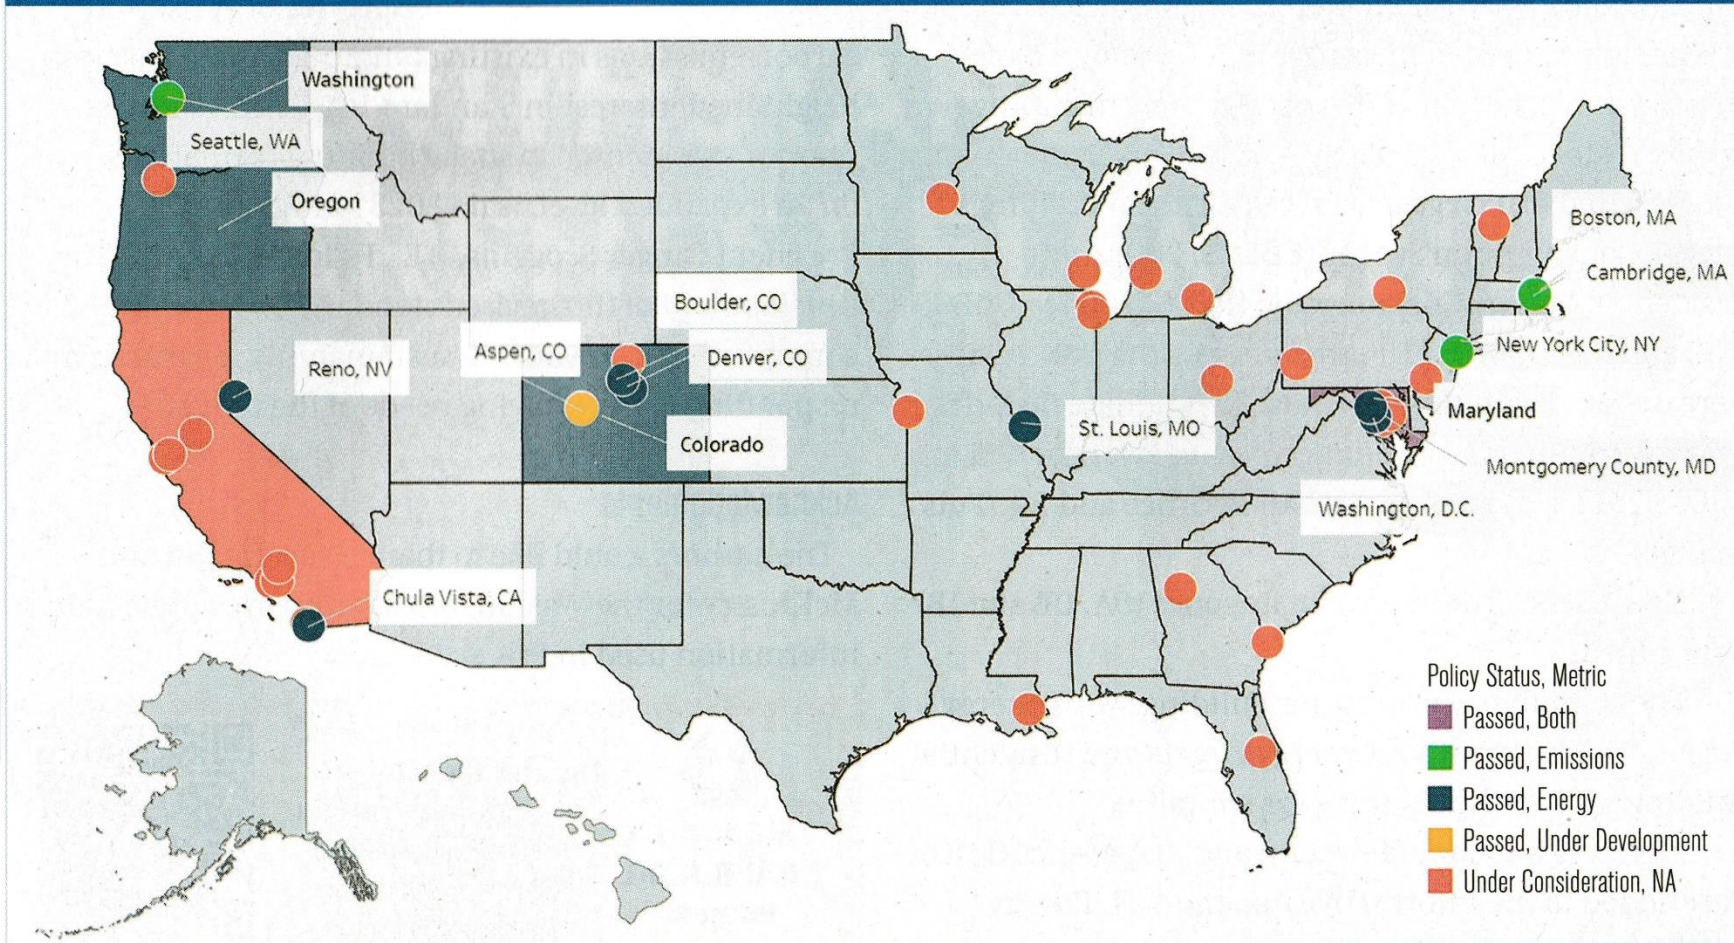 Washington
Seattle, WA
Oregon
Boston, MA
Cambridge, MA
Boulder, CO
Aspen, CO
Denver, CO
New York City, NY
Reno, NV
Maryland
St. Louis, MO
Colorado
Montgomery County, MD
Washington, D.C.
Chula Vista, CA
Policy Status, Metric
Passed, Both
Passed, Emissions
Passed, Energy
Passed, Under Development
Under Consideration, NA